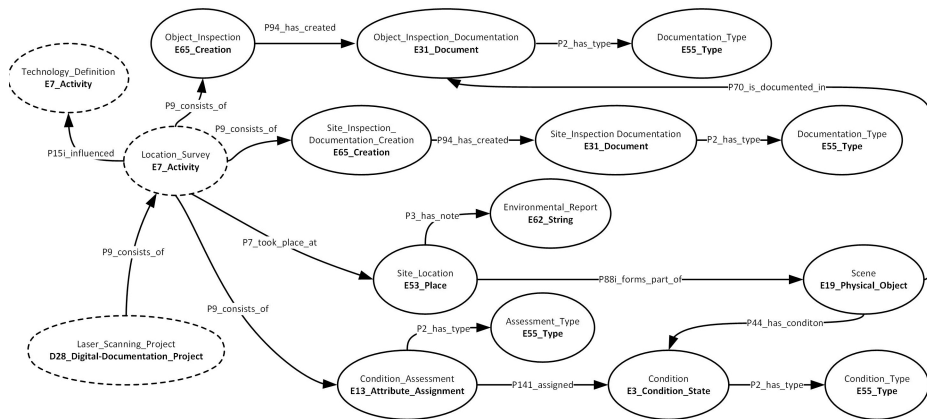 Object_Inspection
E65_Creation
P94_has_created
Object_Inspection_Documentation
E31_Document
P2_has_type
Documentation_Type
E55_Type
Technology_Definition
E7_Activity
P70_is_documented_in
P9_consists_of
P9_consists_of
Site_Inspection_
Documentation_Creation
E65_Creation
P94_has_created
Site_Inspection Documentation
E31_Document
P2_has_type
Documentation_Type
E55_Type
P15i_influenced
Location_Survey
E7_Activity
P3_has_note
Environmental_Report
E62_String
P7_took_place_at
P9_consists_of
Site_Location
E53_Place
P88i_forms_part_of
Scene
E19_Physical_Object
P9_consists_of
P2_has_type
Assessment_Type
E55_Type
P44_has_conditon
Laser_Scanning_Project
D28_Digital-Documentation_Project
Condition_Assessment
E13_Attribute_Assignment
P141_assigned
Condition
E3_Condition_State
P2_has_type
Condition_Type
E55_Type